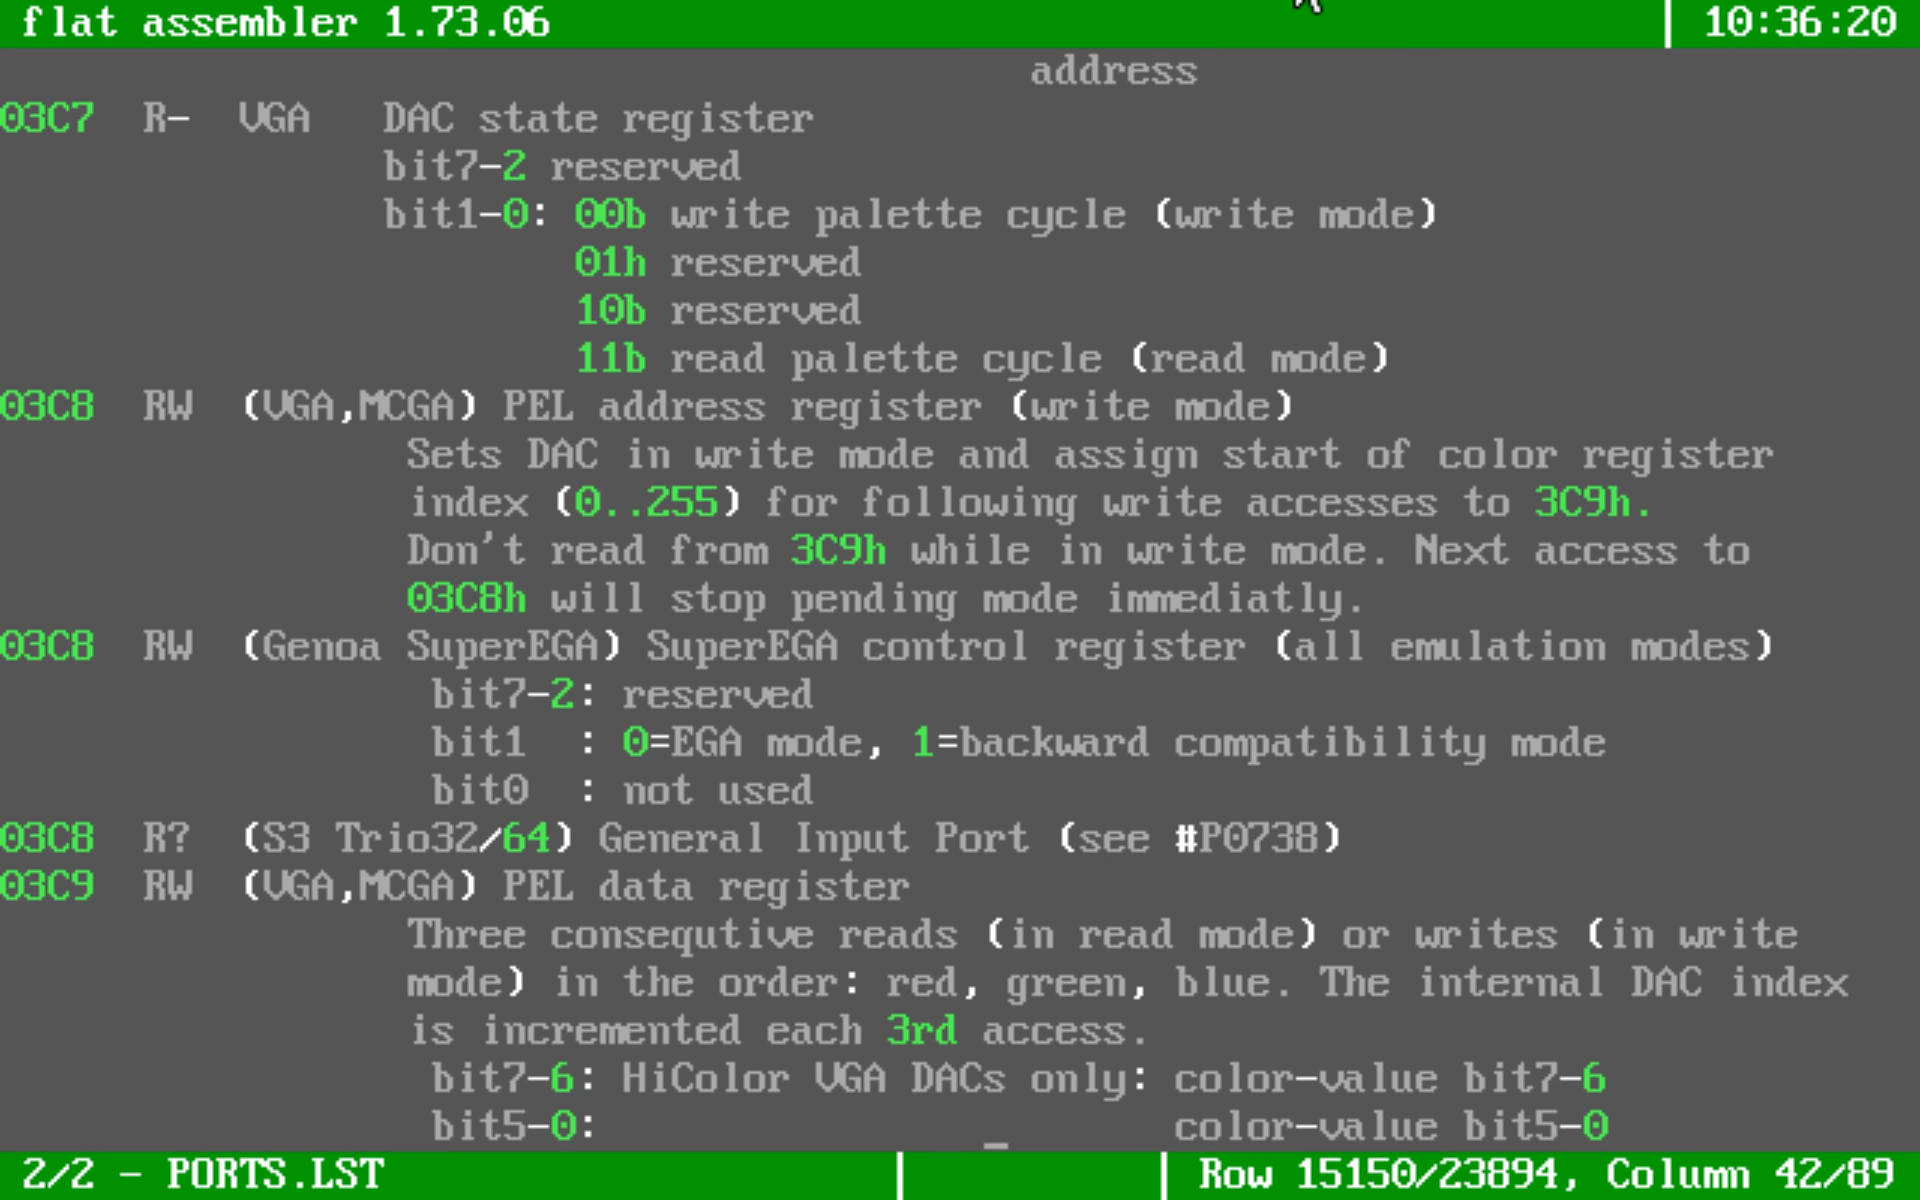 flat assembler 1.73.06 10:36:20
address
03C7 R- VGA DAC state register
bit7-2 reserved
bit1-0: 00b write palette cycle (write mode)
01h reserved
10b reserved
11b read palette cycle (read mode)
03C8 RW (VGA,MCGA) PEL address register (write mode)
Sets DAC in write mode and assign start of color register
index (0..255) for following write accesses to 3C9h.
Don't read from 3C9h while in write mode. Next access to
03C8h will stop pending mode immediatly.
03C8 RW (Genoa SuperEGA) SuperEGA control register (all emulation modes)
bit7-2: reserved
bit1 : 0=EGA mode, 1=backward compatibility mode
bit0 : not used
03C8 R? (S3 Trio32/64) General Input Port (see #P0738)
03C9 RW (VGA,MCGA) PEL data register
Three consequtive reads (in read mode) or writes (in write
mode) in the order: red, green, blue. The internal DAC index
is incremented each 3rd access.
bit7-6: HiColor VGA DACs only: color-value bit7-6
bit5-0: color-value bit5-0
2/2 - PORTS.LST Row 15150/23894, Column 42/89